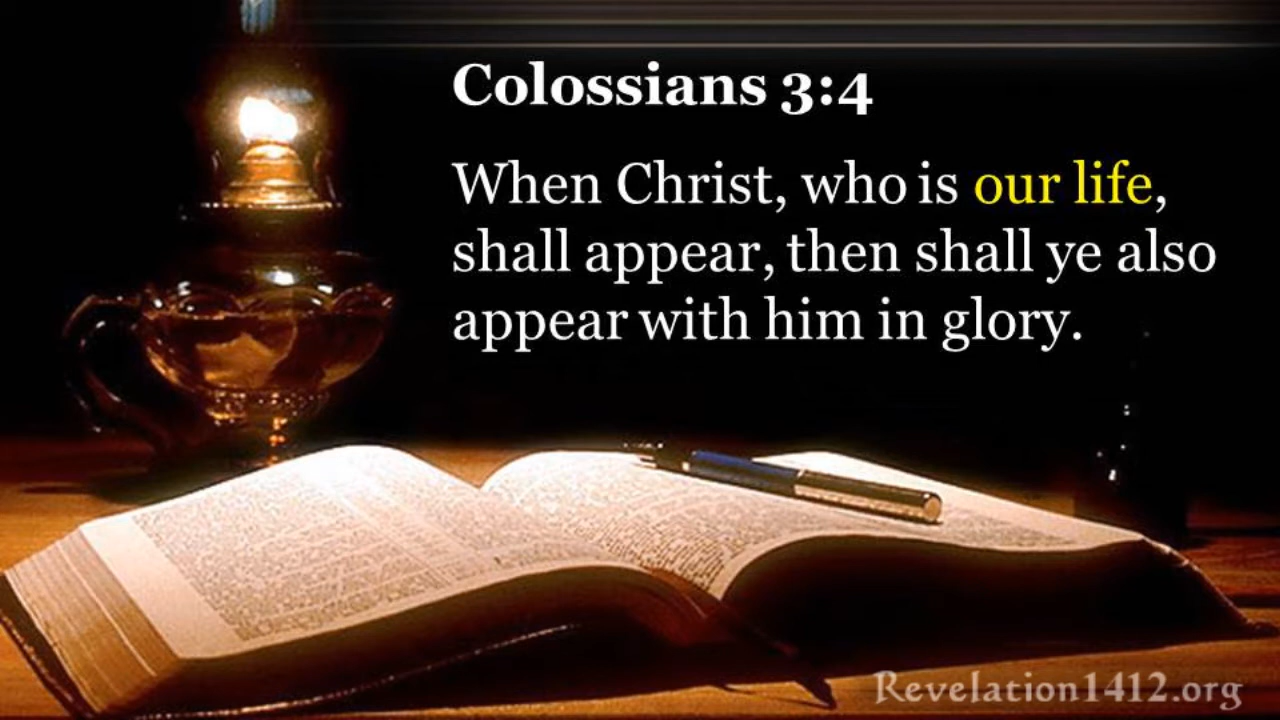 Colossians 3:4
When Christ, who is our life,
shall appear, then shall ye also
appear with him in glory.
Revelation1412.org